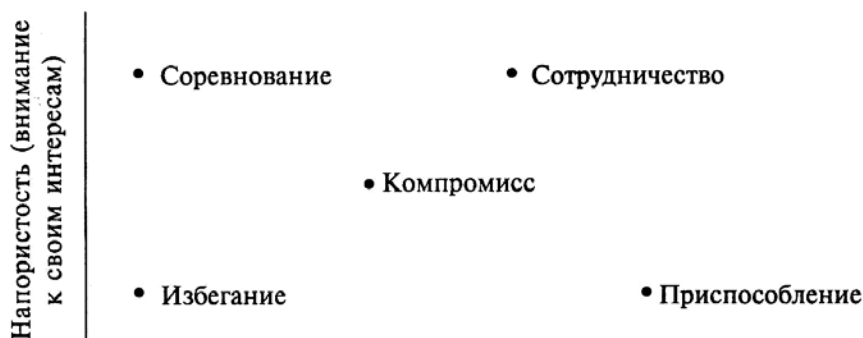 Напористость (внимание
к своим интересам)
Соревнование
Сотрудничество
Компромисс
Избегание
Приспособление